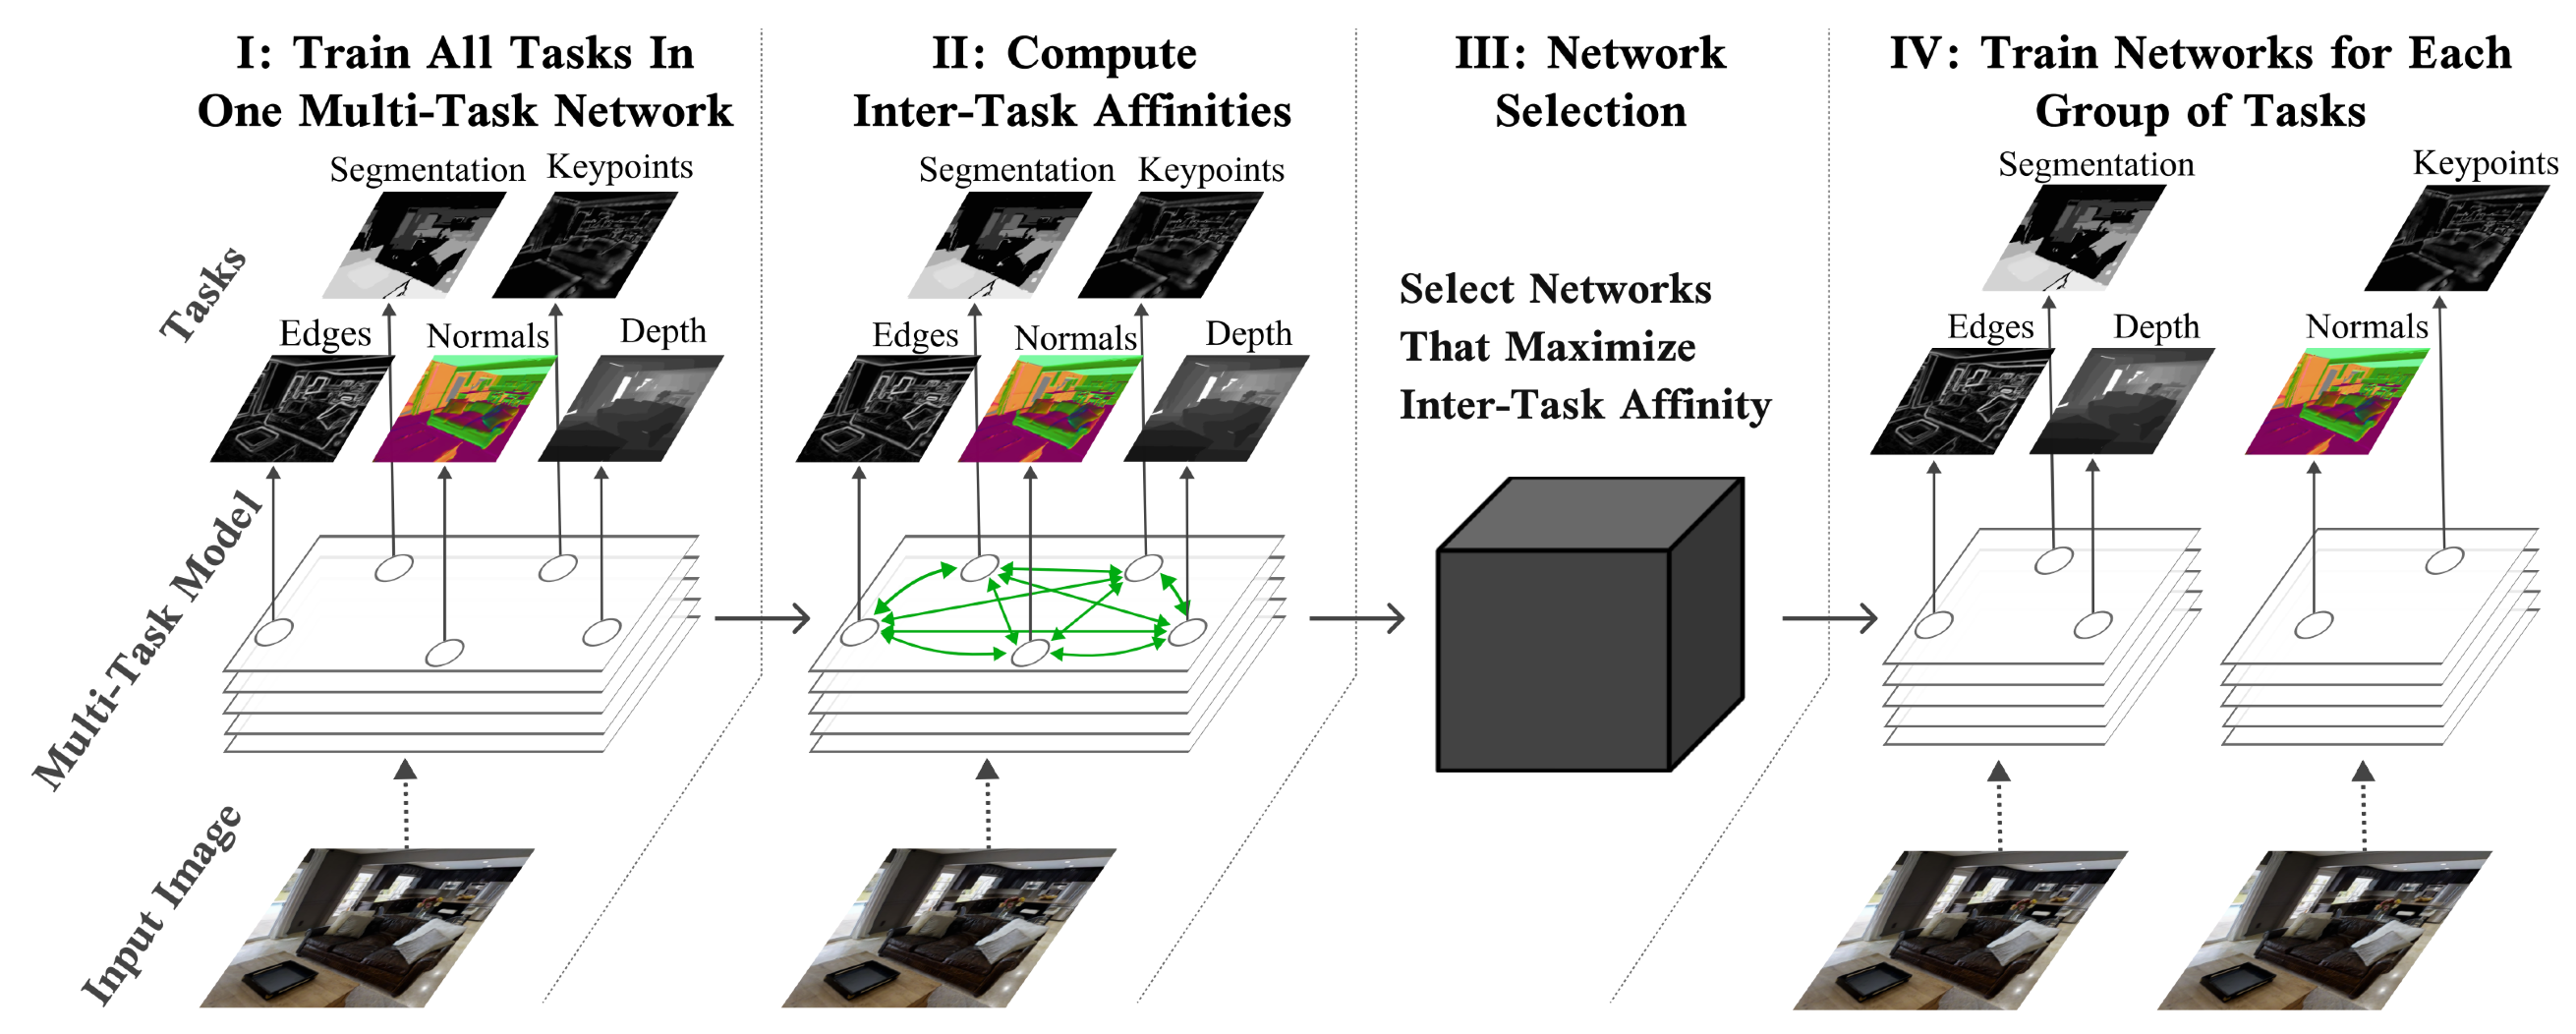 I: Train All Tasks In
One Multi-Task Network
II: Compute
Inter-Task Affinities
III: Network
Selection
IV: Train Networks for Each
Group of Tasks
Tasks
Multi-Task Model
Input Image
Segmentation
Keypoints
Edges
Normals
Depth
Segmentation
Keypoints
Edges
Normals
Depth
Select Networks
That Maximize
Inter-Task Affinity
Segmentation
Keypoints
Edges
Depth
Normals